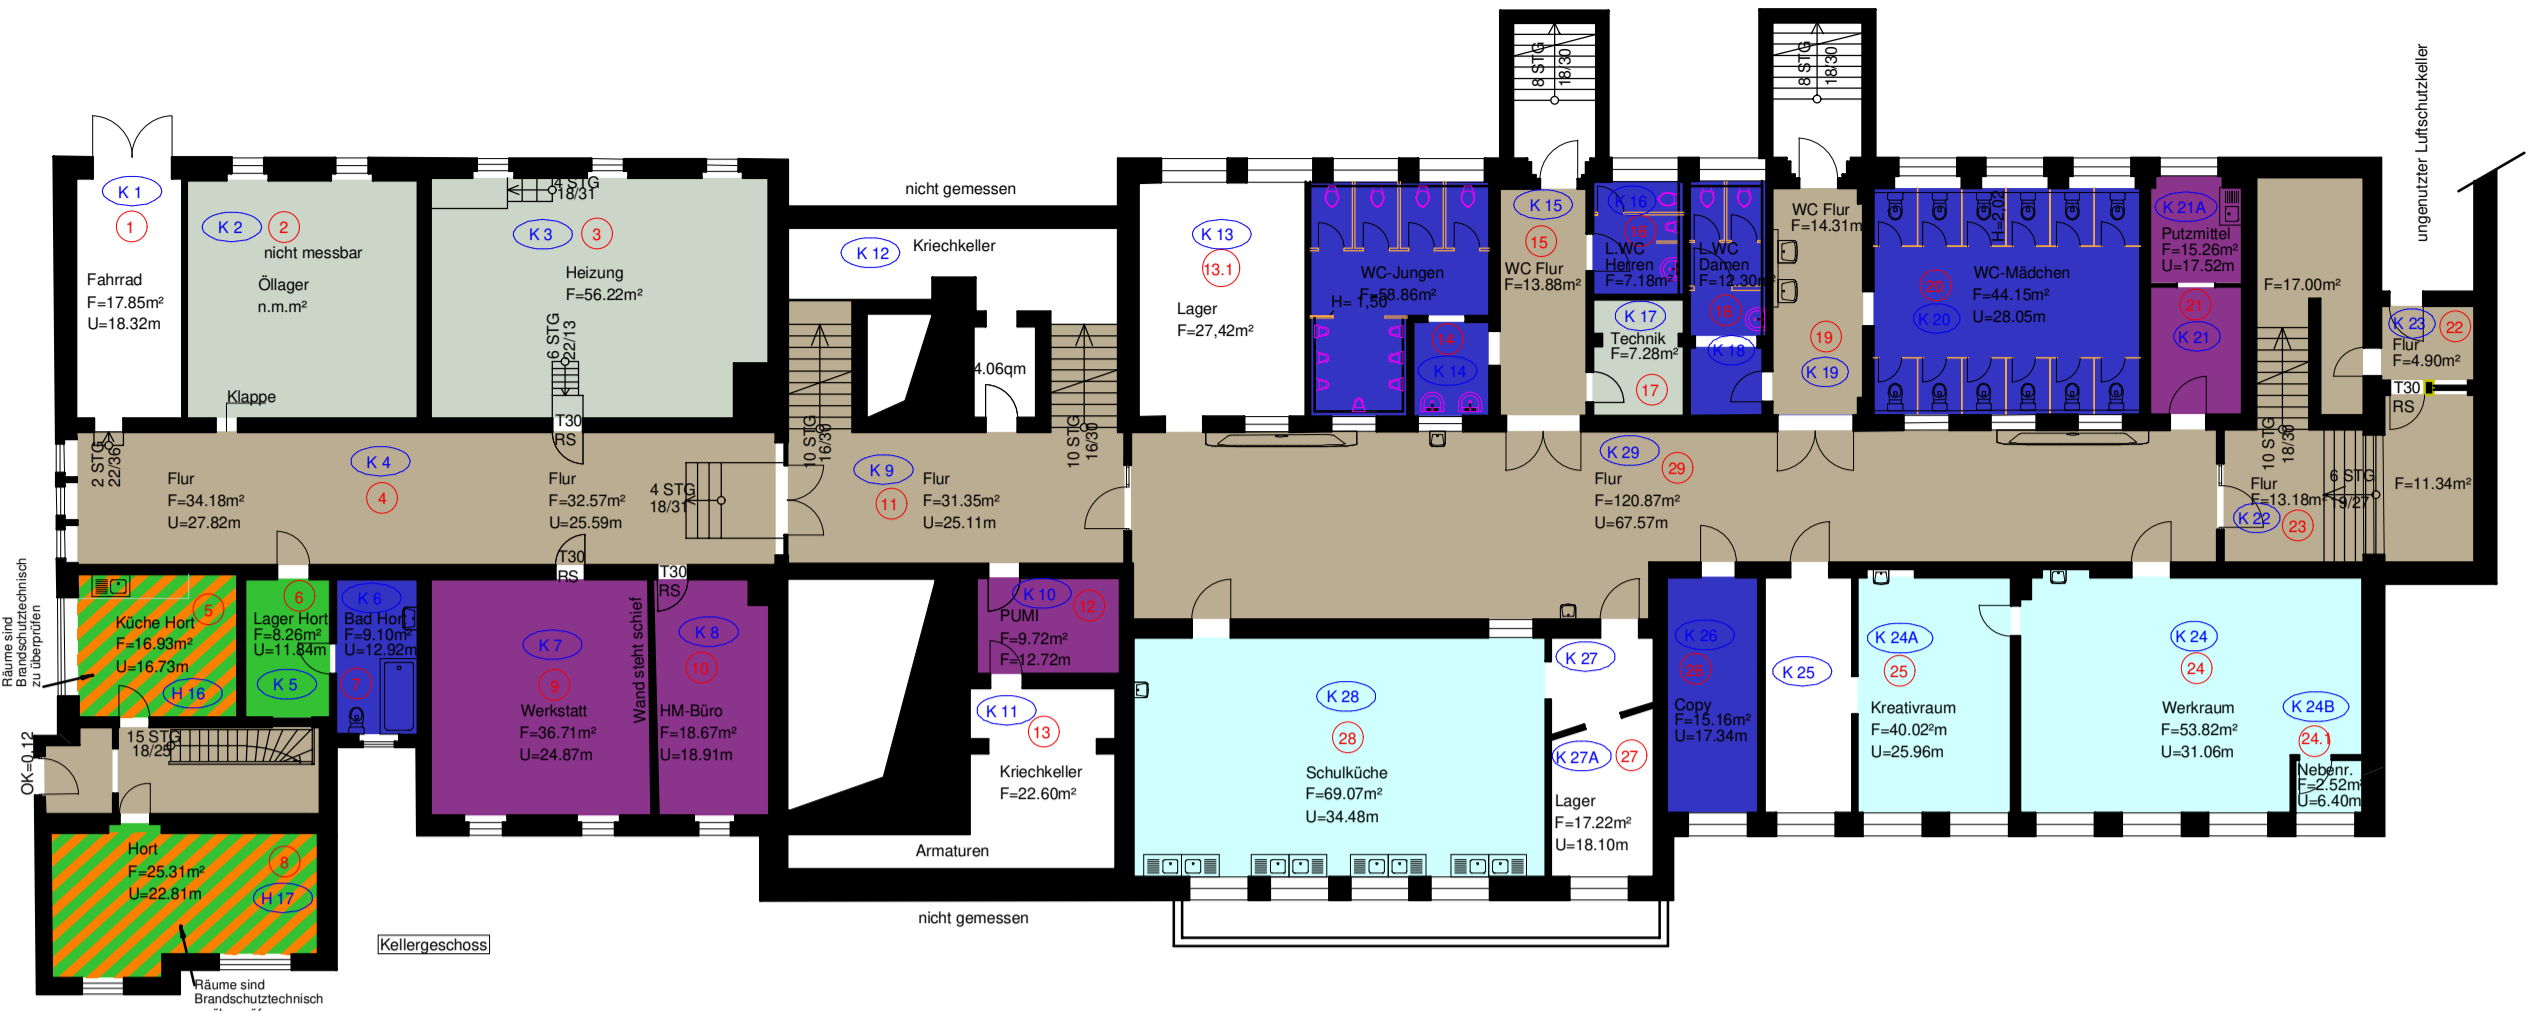 8 STG
18/30
8 STG
18/30
ungenutzter Luftschutzkeller
K 1
1
Fahrrad
F=17.85m²
U=18.32m
K 2
2
nicht messbar
Öllager
n.m.m²
Klappe
4 STG
18/31
K 3
3
Heizung
F=56.22m²
6 STG
22/13
T30
RS
nicht gemessen
K 12
Kriechkeller
4.06qm
10 STG
16/30
10 STG
16/30
K 13
13.1
Lager
F=27,42m²
WC-Jungen
F=58.86m²
H= 1,50
14
K 14
K 15
15
WC Flur
F=13.88m²
K 16
16
L.WC
Herren
F=7.18m²
K 17
Technik
F=7.28m²
17
L.WC
Damen
F=12.30m²
18
K 18
WC Flur
F=14.31m
19
K 19
H=2,02
20
WC-Mädchen
F=44.15m²
U=28.05m
K 20
K 21A
Putzmittel
F=15.26m²
U=17.52m
21
K 21
F=17.00m²
K 23
22
Flur
F=4.90m²
T30
RS
2 STG
22/36
Flur
F=34.18m²
U=27.82m
K 4
4
Flur
F=32.57m²
U=25.59m
4 STG
18/31
K 9
11
Flur
F=31.35m²
U=25.11m
K 29
29
Flur
F=120.87m²
U=67.57m
10 STG
18/30
Flur
F=13.18m²
K 22
23
6 STG
19/27
F=11.34m²
Räume sind
Brandschutztechnisch
zu überprüfen
5
Küche Hort
F=16.93m²
U=16.73m
H 16
6
Lager Hort
F=8.26m²
U=11.84m
K 5
K 6
Bad Hort
F=9.10m²
U=12.92m
7
T30
RS
K 7
9
Werkstatt
F=36.71m²
U=24.87m
Wand steht schief
T30
RS
K 8
10
HM-Büro
F=18.67m²
U=18.91m
K 10
12
PUMI
F=9.72m²
F=12.72m
K 11
13
Kriechkeller
F=22.60m²
Armaturen
nicht gemessen
K 28
28
Schulküche
F=69.07m²
U=34.48m
K 27
K 27A
27
Lager
F=17.22m²
U=18.10m
K 26
26
Copy
F=15.16m²
U=17.34m
K 25
K 24A
25
Kreativraum
F=40.02m²
U=25.96m
K 24
24
Werkraum
F=53.82m²
U=31.06m
K 24B
24.1
Nebenr.
F=2.52m²
U=6.40m
OK=0,12
15 STG
18/25
Hort
F=25.31m²
U=22.81m
8
H 17
Kellergeschoss
Räume sind
Brandschutztechnisch